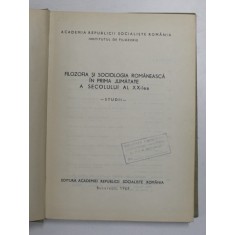 ACADEMIA REPUBLICII SOCIALISTE ROMÂNIA
INSTITUTUL DE FILOZOFIE
FILOZOFIA ȘI SOCIOLOGIA ROMÂNEASCĂ
ÎN PRIMA JUMĂTATE
A SECOLULUI AL XX-lea
— STUDII —
EDITURA ACADEMIEI REPUBLICII SOCIALISTE ROMÂNIA
București